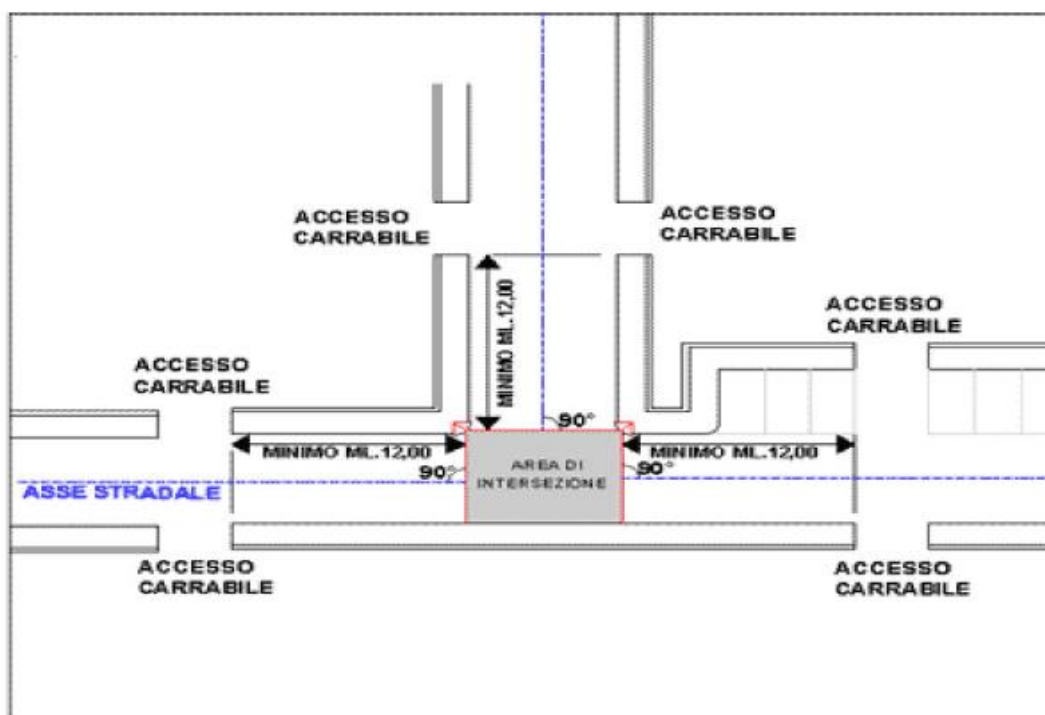 ACCESSO
CARRABILE
ACCESSO
CARRABILE
MINIMO ML.12,00
ACCESSO
CARRABILE
ACCESSO
CARRABILE
90°
MINIMO ML.12,00
MINIMO ML.12,00
90°
90°
AREA DI
INTERSEZIONE
ASSE STRADALE
ACCESSO
CARRABILE
ACCESSO
CARRABILE